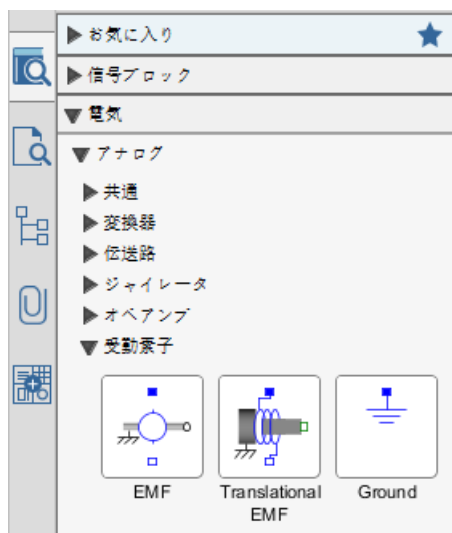 お気に入り
信号ブロック
電気
アナログ
共通
変換器
伝送路
ジャイレータ
オペアンプ
受動素子
EMF
Translational
EMF
Ground